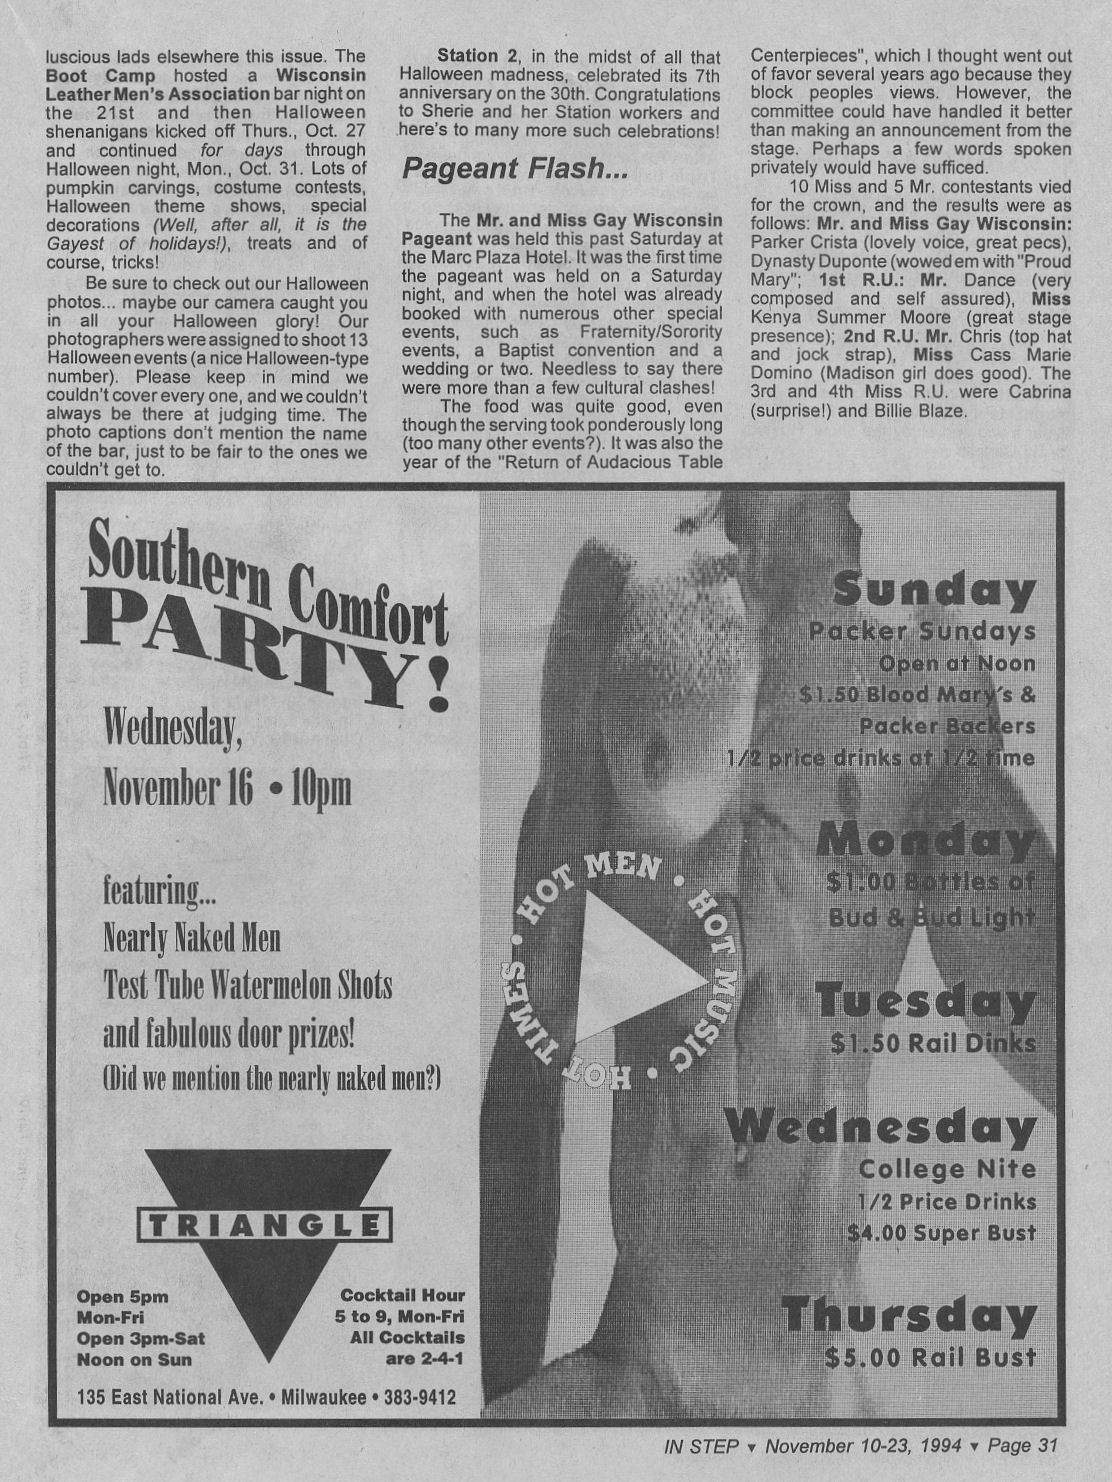 luscious lads elsewhere this issue. The
Boot Camp hosted a Wisconsin
LeatherMen's Association bar night on
the 21st and then Halloween
shenanigans kicked off Thurs., Oct. 27
and continued for days through
Halloween night, Mon., Oct. 31. Lots of
pumpkin carvings, costume contests,
Halloween theme shows, special
decorations (Well, after all, it is the
Gayest of holidays!), treats and of
course, tricks!
Be sure to check out our Halloween
photos... maybe our camera caught you
in all your Halloween glory! Our
photographers were assigned to shoot 13
Halloween events (a nice Halloween-type
number). Please keep in mind we
couldn't cover every one, and we couldn't
always be there at judging time. The
photo captions don't mention the name
of the bar, just to be fair to the ones we
couldn't get to.
Station 2, in the midst of all that
Halloween madness, celebrated its 7th
anniversary on the 30th. Congratulations
to Sherie and her Station workers and
here's to many more such celebrations!
Pageant Flash...
The Mr. and Miss Gay Wisconsin
Pageant was held this past Saturday at
the Marc Plaza Hotel. It was the first time
the pageant was held on a Saturday
night, and when the hotel was already
booked with numerous other special
events, such as Fraternity/Sorority
events, a Baptist convention and a
wedding or two. Needless to say there
were more than a few cultural clashes!
The food was quite good, even
though the serving took ponderously long
(too many other events?). It was also the
year of the "Return of Audacious Table
Centerpieces", which I thought went out
of favor several years ago because they
block peoples views. However, the
committee could have handled it better
than making an announcement from the
stage. Perhaps a few words spoken
privately would have sufficed.
10 Miss and 5 Mr. contestants vied
for the crown, and the results were as
follows: Mr. and Miss Gay Wisconsin:
Parker Crista (lovely voice, great pecs),
Dynasty Duponte (wowed em with "Proud
Mary"; 1st R.U.: Mr. Dance (very
composed and self assured), Miss
Kenya Summer Moore (great stage
presence); 2nd R.U. Mr. Chris (top hat
and jock strap), Miss Cass Marie
Domino (Madison girl does good). The
3rd and 4th Miss R.U. were Cabrina
(surprise!) and Billie Blaze.
Southern Comfort
PARTY!
Wednesday,
November 16 • 10pm
featuring...
Nearly Naked Men
Test Tube Watermelon Shots
and fabulous door prizes!
(Did we mention the nearly naked men?)
TRIANGLE
Open 5pm
Mon-Fri
Open 3pm-Sat
Noon on Sun
Cocktail Hour
5 to 9, Mon-Fri
All Cocktails
are 2-4-1
135 East National Ave. • Milwaukee • 383-9412
HOT MEN • HOT MUSIC • HOT TIMES •
Sunday
Packer Sundays
Open at Noon
$1.50 Blood Mary's &
Packer Backers
1/2 price drinks at 1/2 time
Monday
$1.00 Bottles of
Bud & Bud Light
Tuesday
$1.50 Rail Dinks
Wednesday
College Nite
1/2 Price Drinks
$4.00 Super Bust
Thursday
$5.00 Rail Bust
IN STEP ▼ November 10-23, 1994 ▼ Page 31